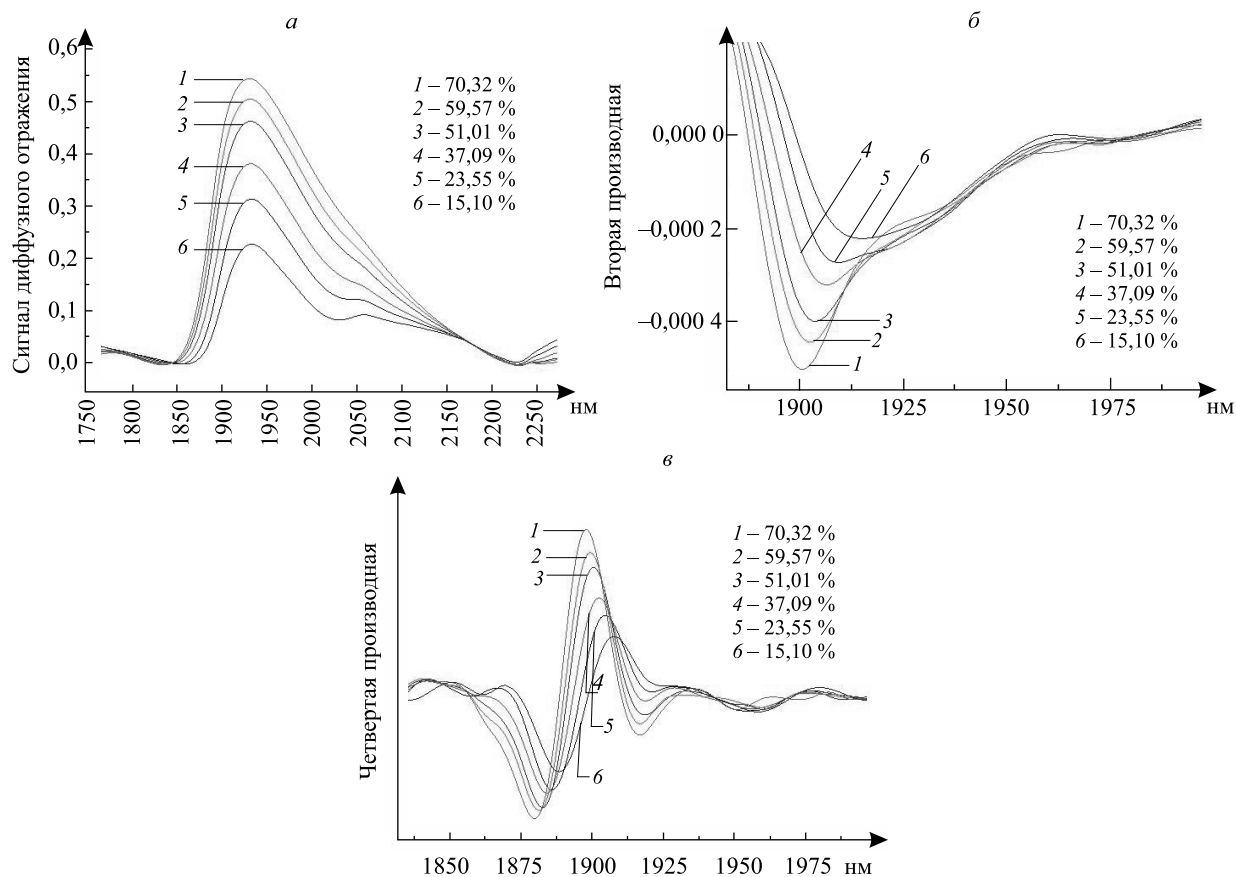 а
Сигнал диффузного отражения
0,6
0,5
0,4
0,3
0,2
0,1
0,0
1
2
3
4
5
6
1 – 70,32 %
2 – 59,57 %
3 – 51,01 %
4 – 37,09 %
5 – 23,55 %
6 – 15,10 %
1750
1800
1850
1900
1950
2000
2050
2100
2150
2200
2250
нм
б
Вторая производная
0,000 0
–0,000 2
–0,000 4
4
5
6
3
2
1
1 – 70,32 %
2 – 59,57 %
3 – 51,01 %
4 – 37,09 %
5 – 23,55 %
6 – 15,10 %
1900
1925
1950
1975
нм
в
Четвертая производная
1
2
3
4
5
6
1 – 70,32 %
2 – 59,57 %
3 – 51,01 %
4 – 37,09 %
5 – 23,55 %
6 – 15,10 %
1850
1875
1900
1925
1950
1975
нм